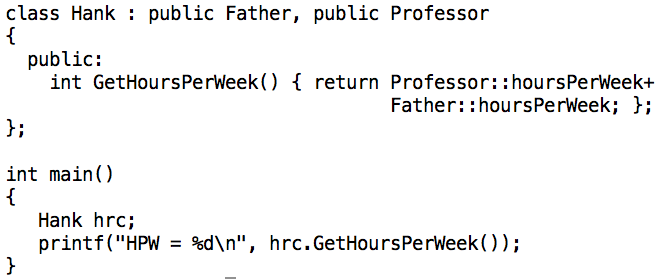 class Hank : public Father, public Professor
{
  public:
    int GetHoursPerWeek() { return Professor::hoursPerWeek+
                                  Father::hoursPerWeek; };
};

int main()
{
   Hank hrc;
   printf("HPW = %d\n", hrc.GetHoursPerWeek());
}